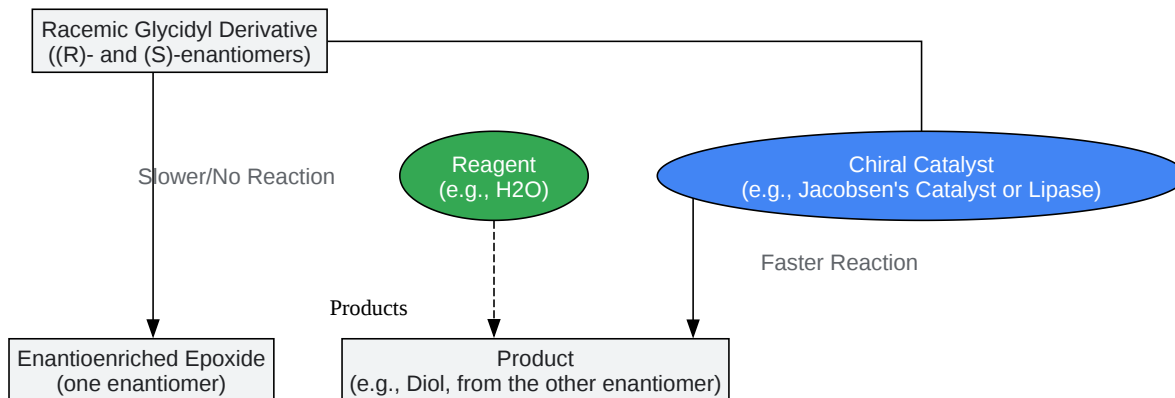 Racemic Glycidyl Derivative
((R)- and (S)-enantiomers)
Reagent
(e.g., H2O)
Chiral Catalyst
(e.g., Jacobsen's Catalyst or Lipase)
Slower/No Reaction
Faster Reaction
Products
Enantioenriched Epoxide
(one enantiomer)
Product
(e.g., Diol, from the other enantiomer)